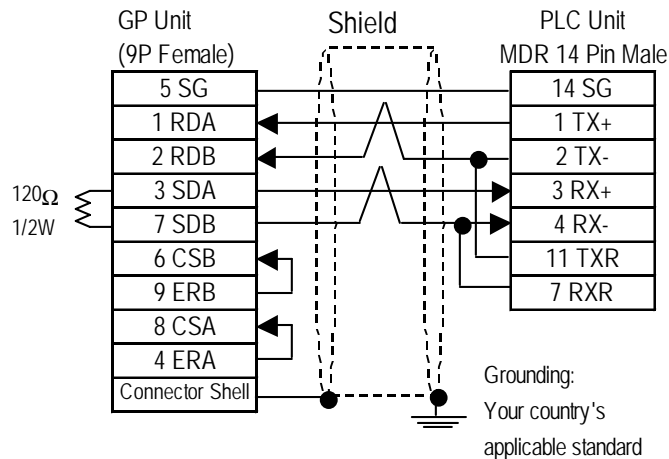 GP Unit
(9P Female)
Shield
PLC Unit
MDR 14 Pin Male
5 SG
14 SG
1 RDA
1 TX+
2 RDB
2 TX-
120Ω
1/2W
3 SDA
3 RX+
7 SDB
4 RX-
6 CSB
11 TXR
9 ERB
7 RXR
8 CSA
4 ERA
Connector Shell
Grounding:
Your country's
applicable standard